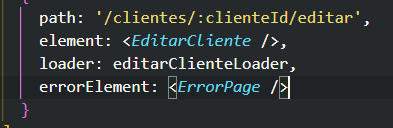 path: '/clientes/:clienteId/editar',
element: <EditarCliente />,
loader: editarClienteLoader,
errorElement: <ErrorPage />
}